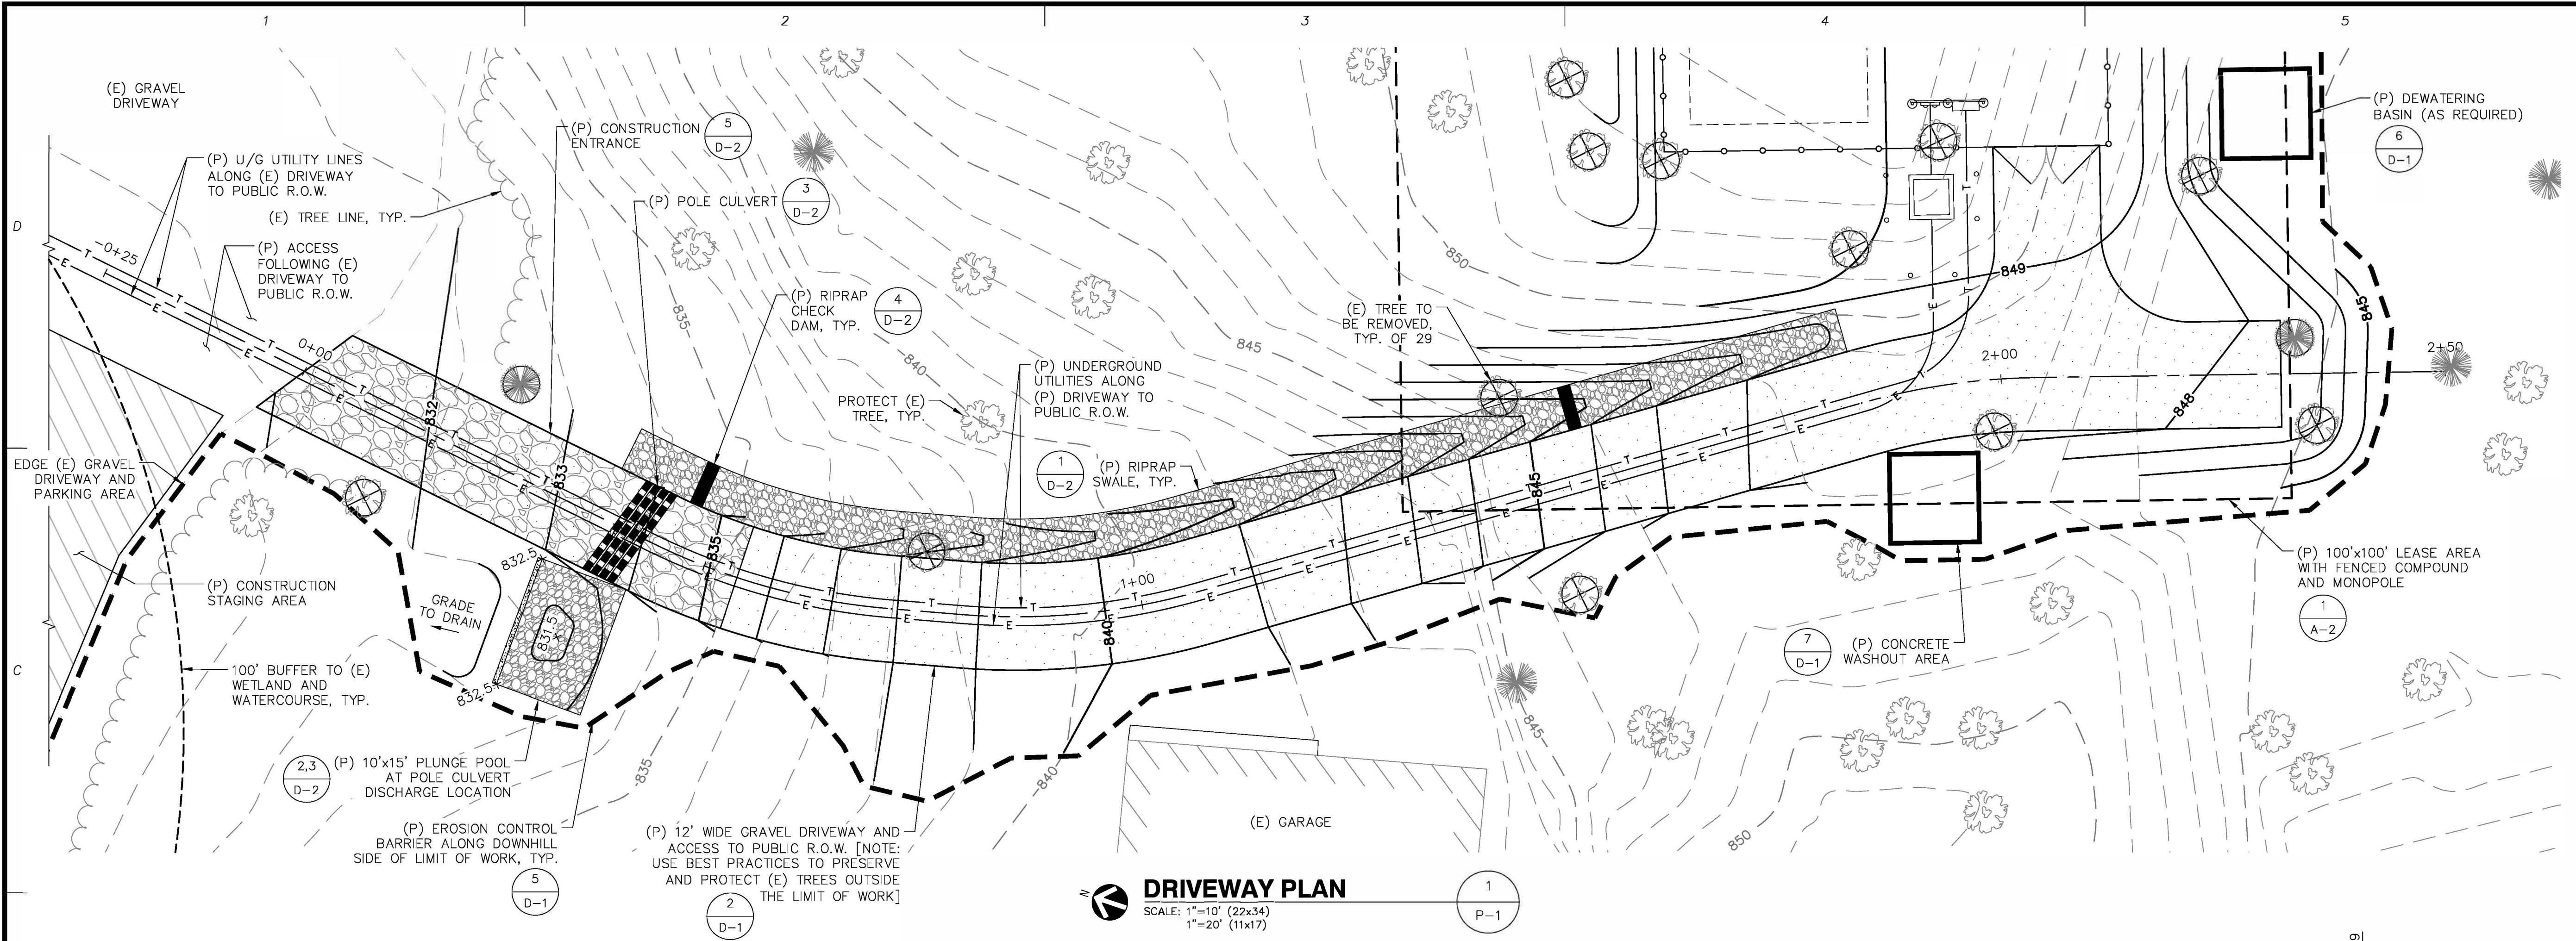 1
2
3
4
5
D
C
(E) GRAVEL
DRIVEWAY
(P) U/G UTILITY LINES
ALONG (E) DRIVEWAY
TO PUBLIC R.O.W.
(E) TREE LINE, TYP.
(P) ACCESS
FOLLOWING (E)
DRIVEWAY TO
PUBLIC R.O.W.
-0+25
0+00
(P) CONSTRUCTION
ENTRANCE
5
D-2
(P) POLE CULVERT
3
D-2
(P) RIPRAP
CHECK
DAM, TYP.
4
D-2
PROTECT (E)
TREE, TYP.
(P) UNDERGROUND
UTILITIES ALONG
(P) DRIVEWAY TO
PUBLIC R.O.W.
1
D-2
(P) RIPRAP
SWALE, TYP.
(E) TREE TO
BE REMOVED,
TYP. OF 29
(P) DEWATERING
BASIN (AS REQUIRED)
6
D-1
835
840
845
850
849
848
845
2+00
2+50
832
833
835
1+00
840
845
EDGE (E) GRAVEL
DRIVEWAY AND
PARKING AREA
(P) CONSTRUCTION
STAGING AREA
100' BUFFER TO (E)
WETLAND AND
WATERCOURSE, TYP.
GRADE
TO DRAIN
832.5
831.5
832.5
2,3
D-2
(P) 10'x15' PLUNGE POOL
AT POLE CULVERT
DISCHARGE LOCATION
(P) EROSION CONTROL
BARRIER ALONG DOWNHILL
SIDE OF LIMIT OF WORK, TYP.
5
D-1
(P) 12' WIDE GRAVEL DRIVEWAY AND
ACCESS TO PUBLIC R.O.W. [NOTE:
USE BEST PRACTICES TO PRESERVE
AND PROTECT (E) TREES OUTSIDE
THE LIMIT OF WORK]
2
D-1
835
840
845
850
(E) GARAGE
7
D-1
(P) CONCRETE
WASHOUT AREA
(P) 100'x100' LEASE AREA
WITH FENCED COMPOUND
AND MONOPOLE
1
A-2
N
DRIVEWAY PLAN
SCALE: 1"=10' (22x34)
1"=20' (11x17)
1
P-1